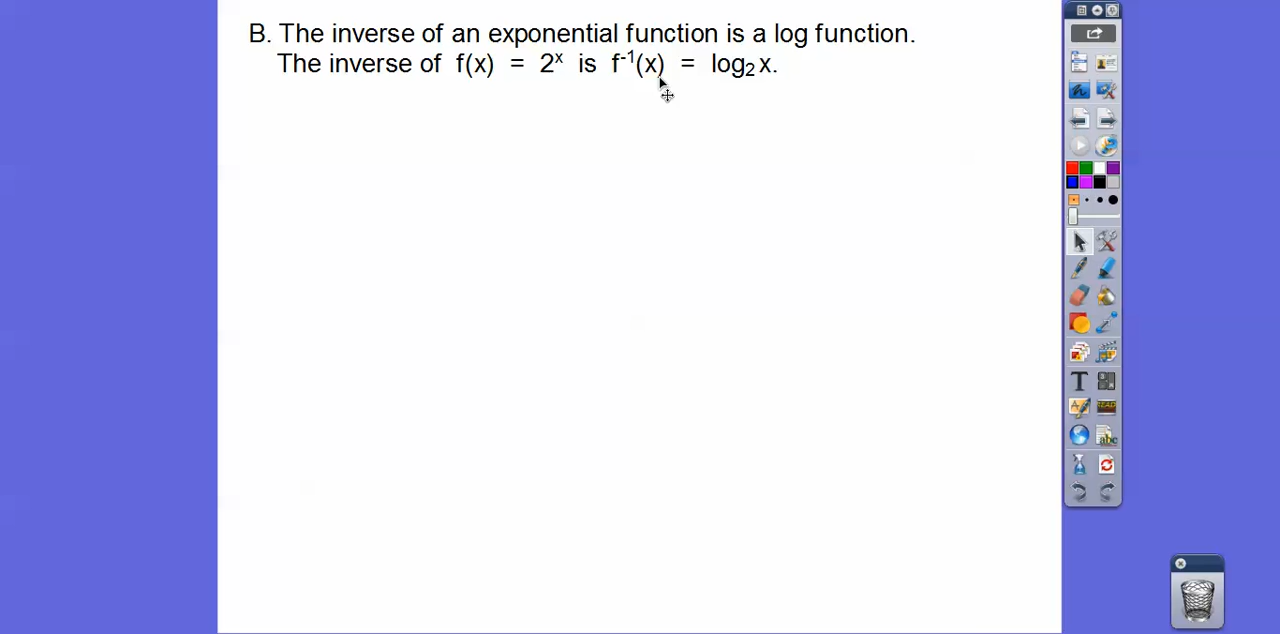 B. The inverse of an exponential function is a log function.
The inverse of f(x) = 2ˣ is f⁻¹(x) = log₂ x.